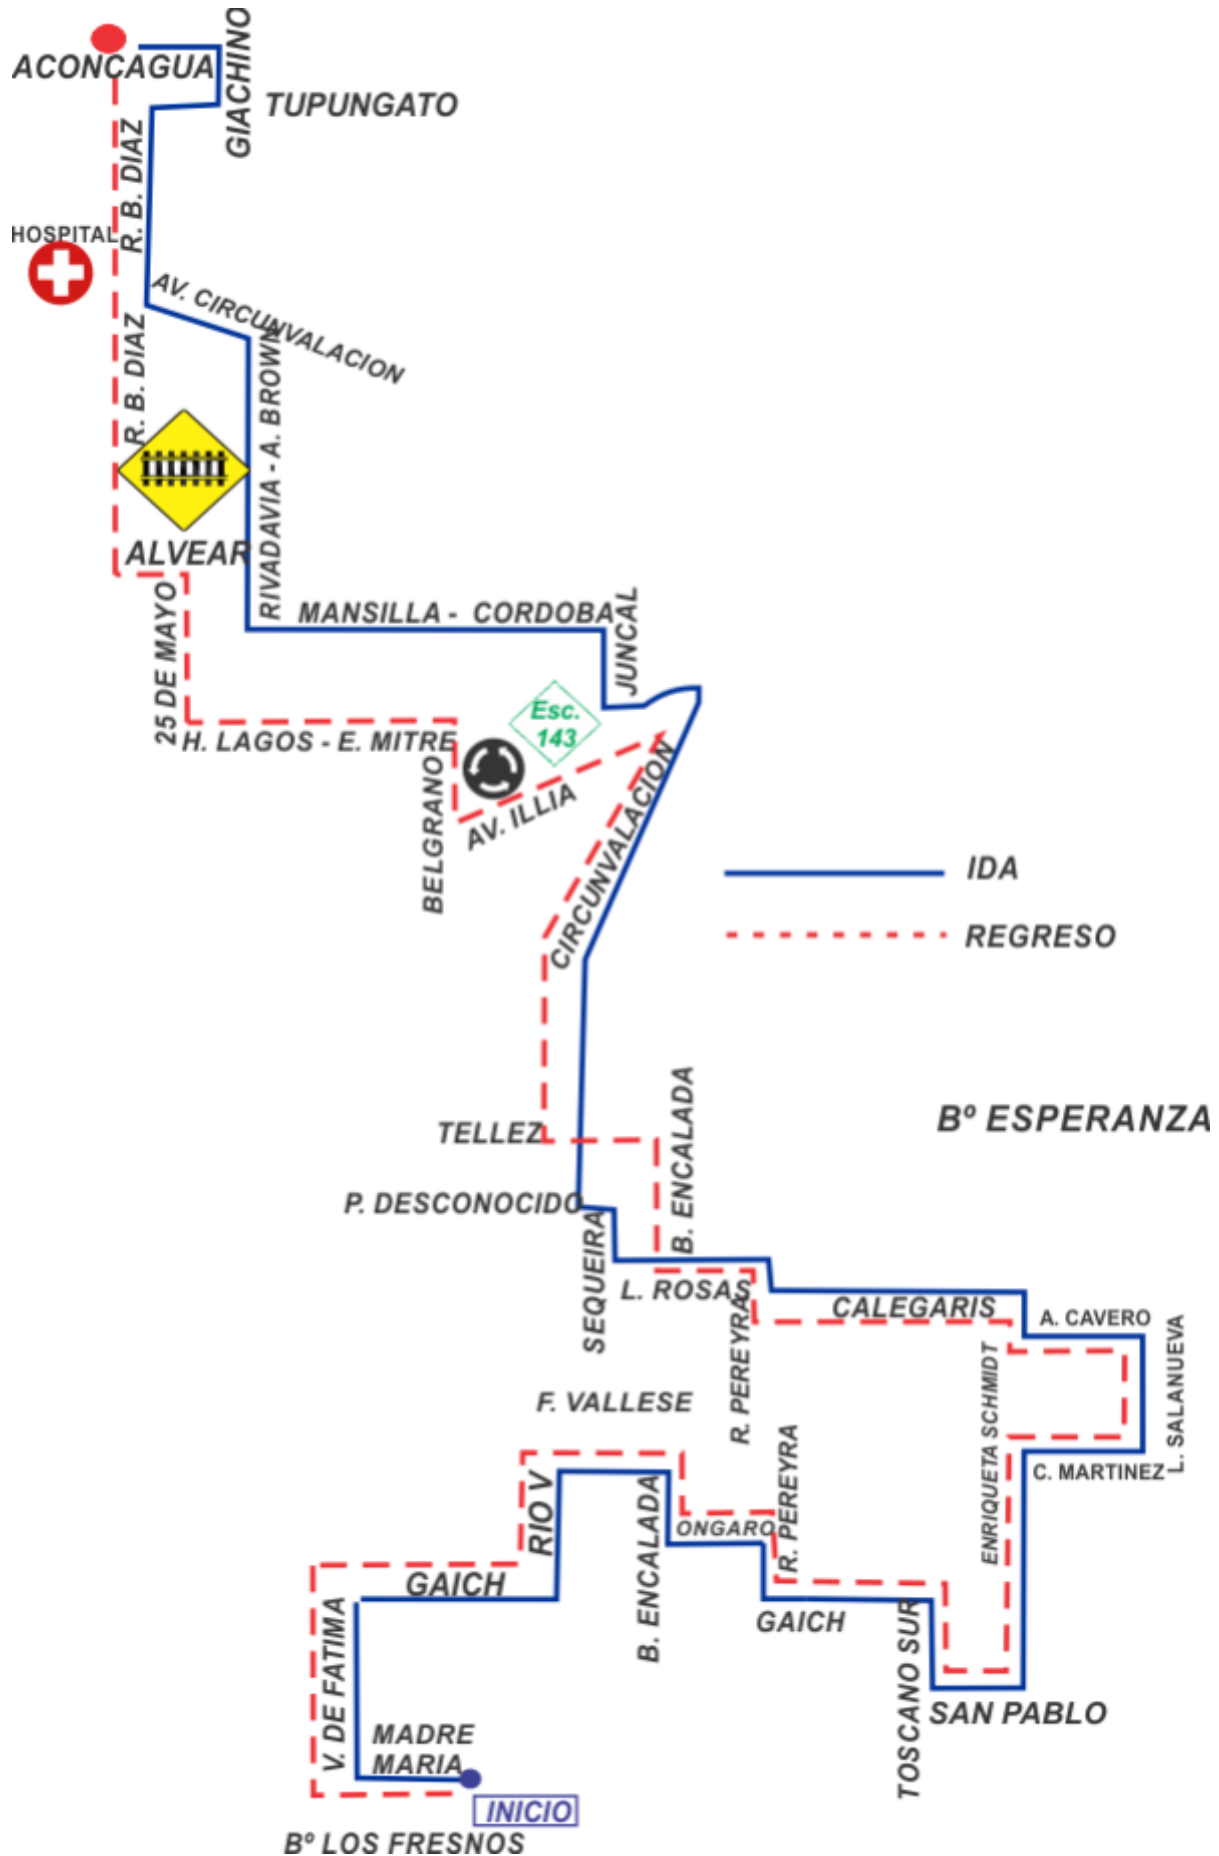 ACONCAGUA
GIACHINO
TUPUNGATO
R. B. DIAZ
HOSPITAL
AV. CIRCUNVALACION
R. B. DIAZ
RIVADAVIA - A. BROWN
ALVEAR
25 DE MAYO
MANSILLA - CORDOBA
JUNCAL
Esc.
143
H. LAGOS - E. MITRE
BELGRANO
AV. ILLIA
CIRCUNVALACION
IDA
REGRESO
TELLEZ
B. ENCALADA
Bº ESPERANZA
P. DESCONOCIDO
SEQUEIRA
L. ROSAS
R. PEREYRA
CALEGARIS
A. CAVERO
L. SALANUEVA
ENRIQUETA SCHMIDT
C. MARTINEZ
F. VALLESE
RIO V
B. ENCALADA
ONGARO
R. PEREYRA
GAICH
GAICH
V. DE FATIMA
TOSCANO SUR
SAN PABLO
MADRE
MARIA
INICIO
Bº LOS FRESNOS